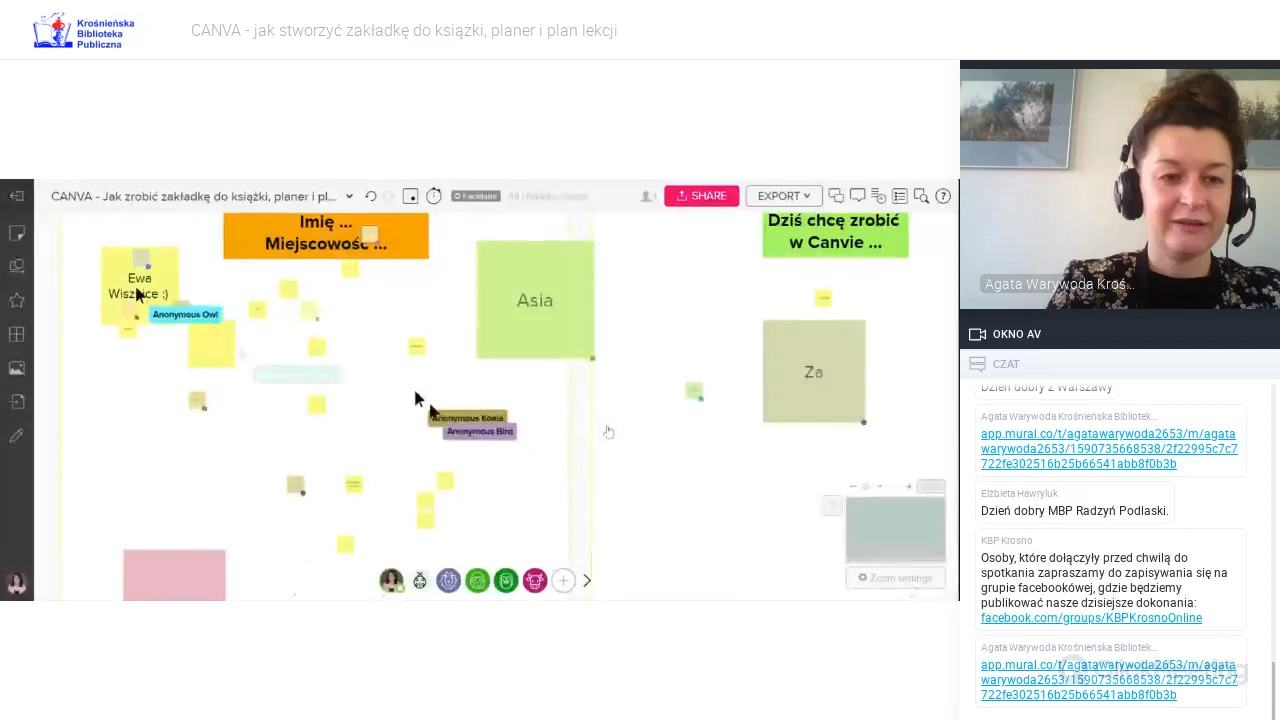 Krośnieńska
Biblioteka
Publiczna
CANVA - jak stworzyć zakładkę do książki, planer i plan lekcji
CANVA - Jak zrobić zakładkę do książki, planer i pl...
Facilitator
SHARE
EXPORT
Imię ...
Miejscowość ...
Dziś chcę zrobić
w Canvie ...
Ewa
Wisznice :)
Anonymous Owl
Asia
Za
Anonymous Koala
Anonymous Bird
Zoom settings
Agata Warywoda Kroś...
OKNO AV
CZAT
Dzień dobry z Warszawy
Agata Warywoda Krośnieńska Bibliotek...
app.mural.co/t/agatawarywoda2653/m/agata
warywoda2653/1590735668538/2f22995c7c7
722fe302516b25b66541abb8f0b3b
Elżbieta Hawryluk
Dzień dobry MBP Radzyń Podlaski.
KBP Krosno
Osoby, które dołączyły przed chwilą do
spotkania zapraszamy do zapisywania się na
grupie facebookówej, gdzie będziemy
publikować nasze dzisiejsze dokonania:
facebook.com/groups/KBPKrosnoOnline
Agata Warywoda Krośnieńska Bibliotek...
app.mural.co/t/agatawarywoda2653/m/agata
warywoda2653/1590735668538/2f22995c7c7
722fe302516b25b66541abb8f0b3b